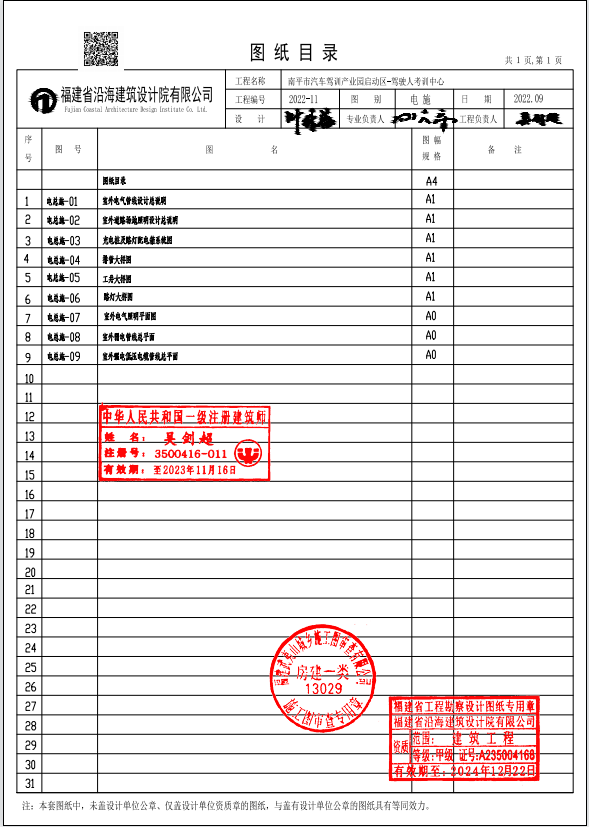 图纸目录
共 1 页,第 1 页
福建省沿海建筑设计院有限公司
Fujian Coastal Architecture Design Institute Co. Ltd.
工程名称 南平市汽车驾训产业园启动区-驾驶人考训中心
工程编号 2022-11 图 别 电 施 日 期 2022.09
设 计 专业负责人 工程负责人
序号 图 号 图 名 图幅规格 备 注
图纸目录 A4
1 电总施-01 室外电气管线设计总说明 A1
2 电总施-02 室外道路场地照明设计总说明 A1
3 电总施-03 充电桩及路灯配电箱系统图 A1
4 电总施-04 大样图 A1
5 电总施-05 工井大样图 A1
6 电总施-06 路灯大样图 A1
7 电总施-07 室外电气照明平面图 A0
8 电总施-08 室外弱电管线总平面 A0
9 电总施-09 室外强电低压电缆管线总平面 A0
10
11
12
13
14
15
16
17
18
19
20
21
22
23
24
25
26
27
28
29
30
31
中华人民共和国一级注册建筑师
姓 名: 吴剑超
注册号: 3500416-011
有效期: 至2023年11月16日
房建一类
13029
施工图审查专用章
福建省工程勘察设计图纸专用章
福建省沿海建筑设计院有限公司
资质 范围: 建筑工程
等级:甲级 证号:A235004168
有效期至:2024年12月22日
注: 本套图纸中, 未盖设计单位公章、仅盖设计单位资质章的图纸, 与盖有设计单位公章的图纸具有等同效力。